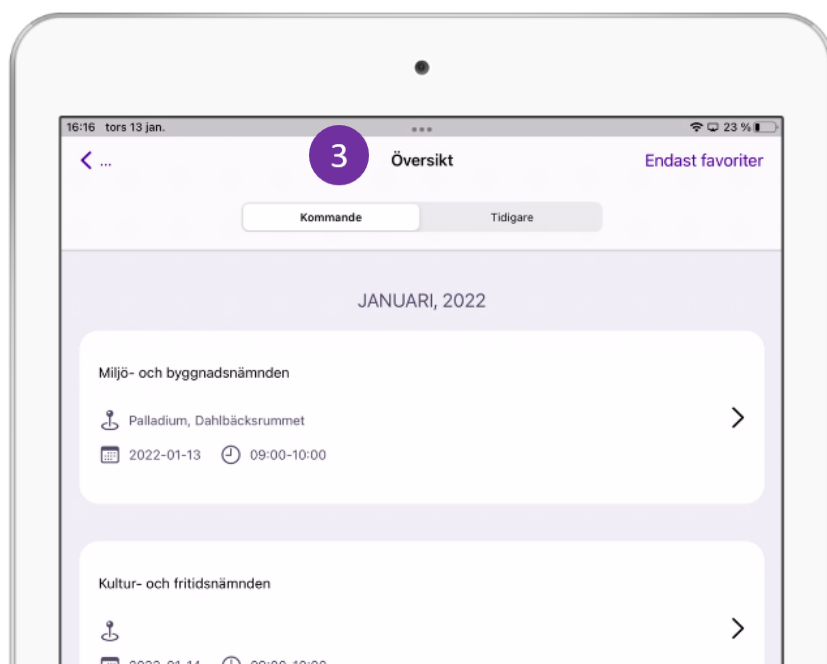 16:16 tors 13 jan.
23 %
...
3
Översikt
Endast favoriter
Kommande
Tidigare
JANUARI, 2022
Miljö- och byggnadsnämnden
Palladium, Dahlbäcksrummet
2022-01-13 09:00-10:00
Kultur- och fritidsnämnden